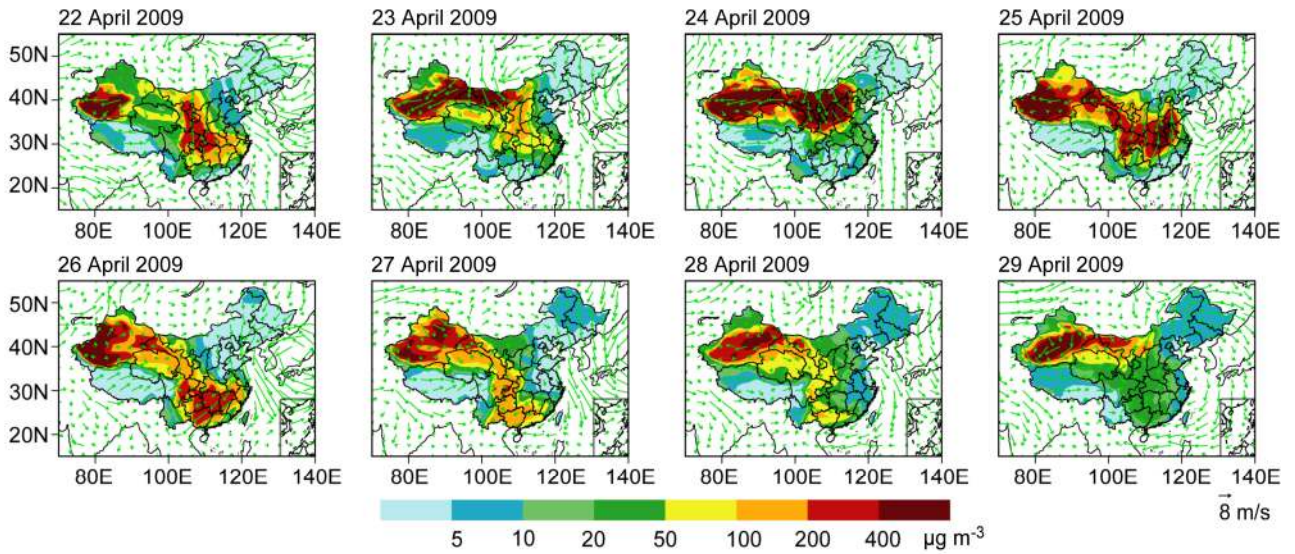 22 April 2009
23 April 2009
24 April 2009
25 April 2009
50N
40N
30N
20N
80E 100E 120E 140E
80E 100E 120E 140E
80E 100E 120E 140E
80E 100E 120E 140E
26 April 2009
27 April 2009
28 April 2009
29 April 2009
50N
40N
30N
20N
80E 100E 120E 140E
80E 100E 120E 140E
80E 100E 120E 140E
80E 100E 120E 140E
8 m/s
5 10 20 50 100 200 400 µg m-3